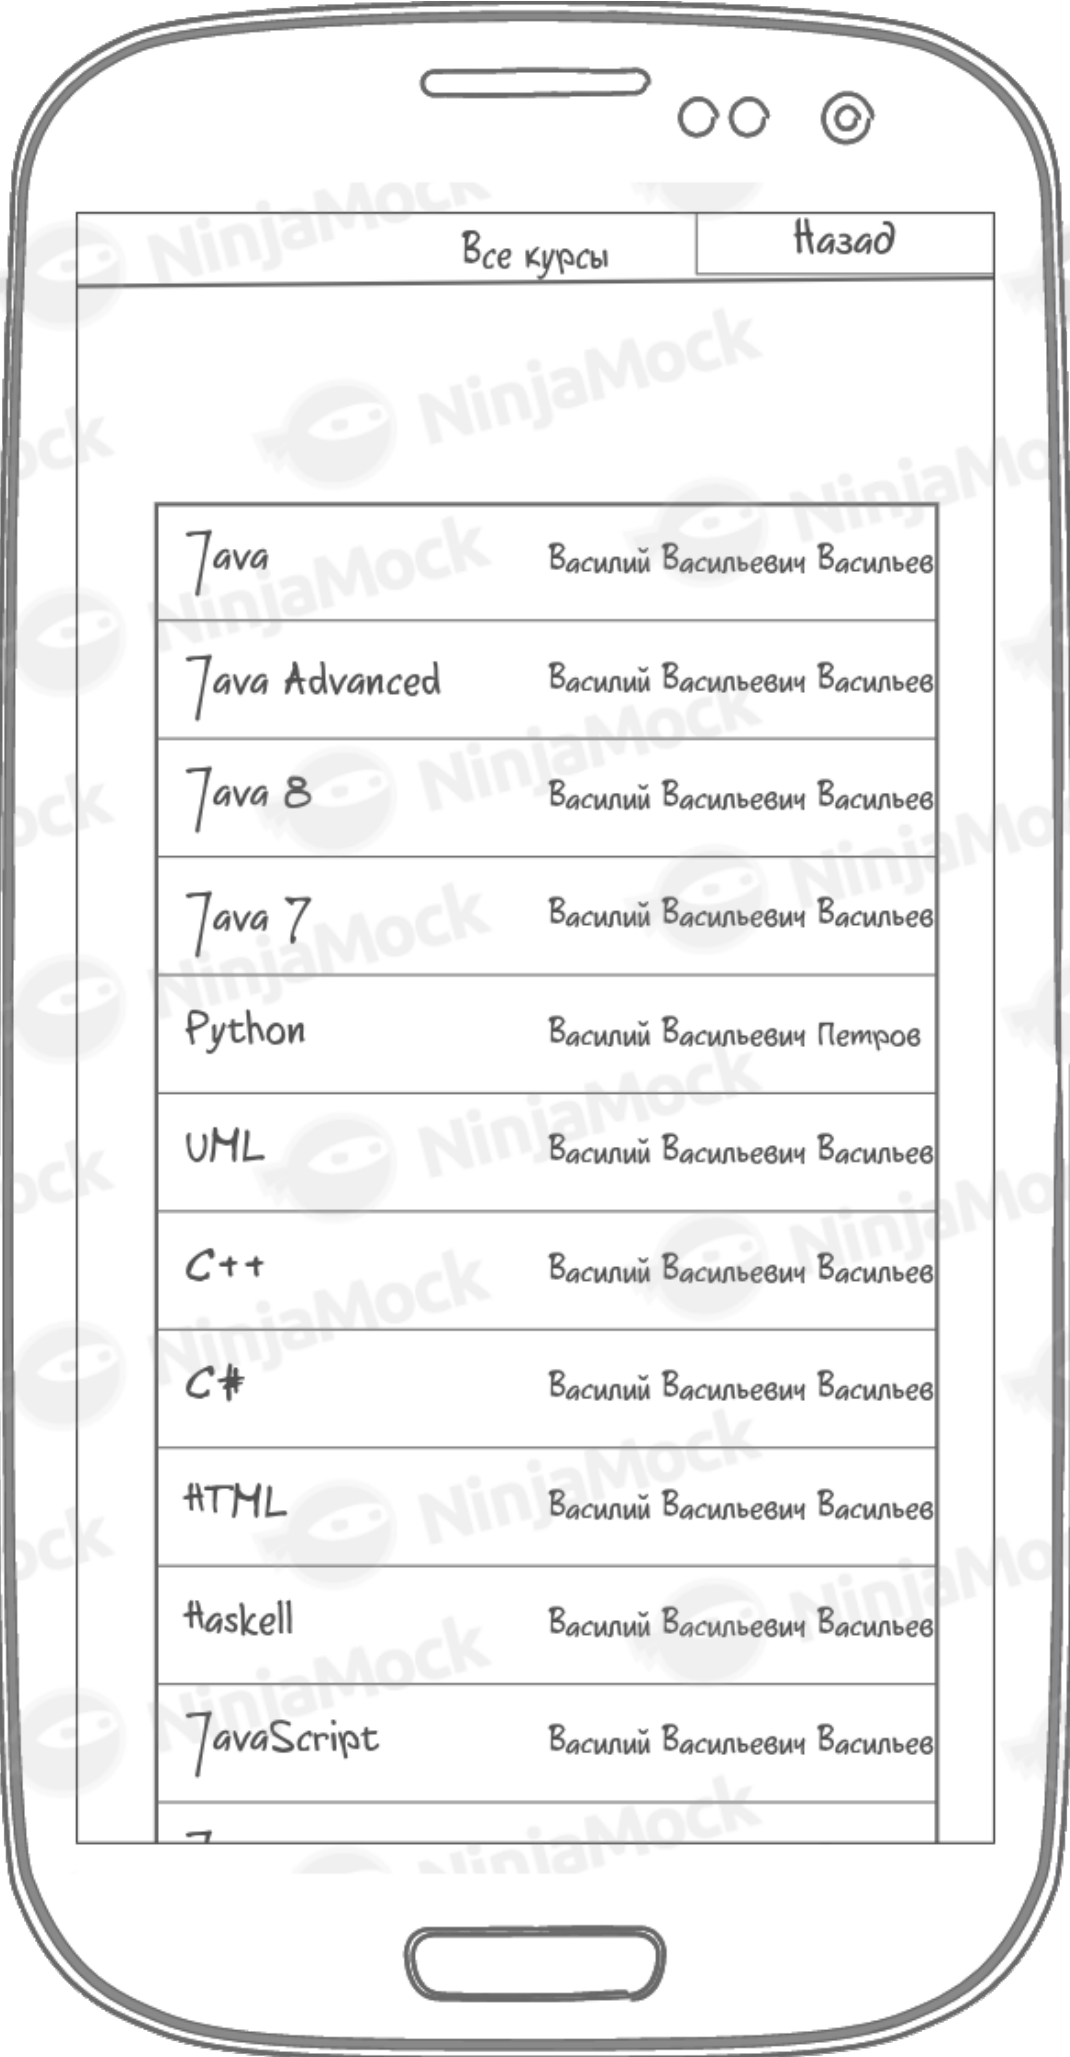 Все курсы
Назад
Java Василий Васильевич Васильев
Java Advanced Василий Васильевич Васильев
Java 8 Василий Васильевич Васильев
Java 7 Василий Васильевич Васильев
Python Василий Васильевич Петров
UML Василий Васильевич Васильев
C++ Василий Васильевич Васильев
C# Василий Васильевич Васильев
HTML Василий Васильевич Васильев
Haskell Василий Васильевич Васильев
JavaScript Василий Васильевич Васильев
NinjaMock